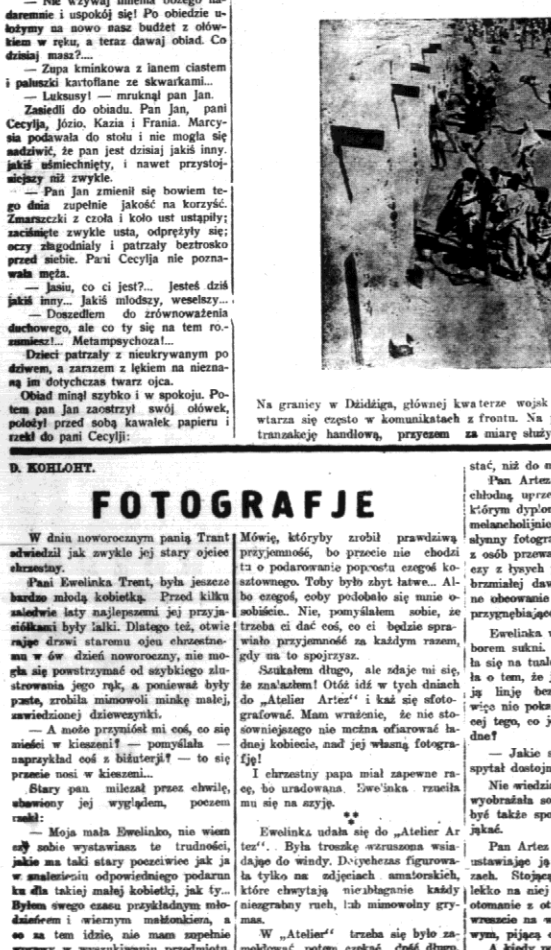 — Nie wzywaj imienia bożego na-
daremnie i uspokój się! Po obiedzie u-
łożymy na nowo nasz budżet z ołów-
kiem w ręku, a teraz dawaj obiad. Co
dzisiaj masz?....
— Zupa kminkowa z lanem ciastem
i paluszki kartoflane ze skwarkami...
— Luksusy! — mruknął pan Jan.
Zasiedli do obiadu. Pan Jan, pani
Cecylja, Józio, Kazia i Frania. Marcy-
sia podawała do stołu i nie mogła się
nadziwić, że pan jest dzisiaj jakiś inny.
jakiś uśmiechnięty, i nawet przystoj-
niejszy niż zwykle.
— Pan Jan zmienił się bowiem te-
go dnia zupełnie jakość na korzyść.
Zmarszczki z czoła i koło ust ustąpiły;
zaciśnięte zwykle usta, odprężyły się;
oczy złagodniały i patrzały beztrosko
przed siebie. Pani Cecylja nie pozna-
wała męża.
— Jasiu, co ci jest?... Jesteś dziś
jakiś inny... Jakiś młodszy, weselszy...
— Doszedłem do zrównoważenia
duchowego, ale co ty się na tem ro-
zumiesz!... Metampsychoza!...
Dzieci patrzały z nieukrywanym po
dziwem, a zarazem z lękiem na niezna-
ną im dotychczas twarz ojca.
Obiad minął szybko i w spokoju. Po-
tem pan Jan zaostrzył swój ołówek,
położył przed sobą kawałek papieru i
rzekł do pani Cecylji:
Na granicy w Dżidżiga, głównej kwaterze wojsk
wtarza się często w komunikatach z frontu. Na
tranzakcję handlową, przyczem za miarę służy
D. KOHLOHT.
FOTOGRAFJE
W dniu noworocznym panią Trant
odwiedził jak zwykle jej stary ojciec
chrzestny.
Pani Ewelinka Trent, była jeszcze
bardzo młodą kobietką. Przed kilku
zaledwie laty najlepszemi jej przyja-
ciółkami były lalki. Dlatego też, otwie
rając drzwi staremu ojcu chrzestne-
mu w ów dzień noworoczny, nie mo-
gła się powstrzymać od szybkiego zlu-
strowania jego rąk, a ponieważ były
puste, zrobiła mimowoli minkę małej,
zawiedzionej dziewczynki.
— A może przyniósł mi coś, co się
mieści w kieszeni? — pomyślała —
naprzykład coś z biżuterji? — to się
przecie nosi w kieszeni...
Stary pan milczał przez chwilę,
ubawiony jej wyglądem, poczem
rzekł:
— Moja mała Ewelinko, nie wiem
czy sobie wystawiasz te trudności,
jakie ma taki stary poczciwiec jak ja
w znalezieniu odpowiedniego podarun
ku dla takiej małej kobietki, jak ty...
Byłem swego czasu przykładnym mło-
dzieńcem i wiernym małżonkiem, a
co za tem idzie, nie mam zupełnie
wprawy w wyszukiwaniu przedmiotu
Mówię, któryby zrobił prawdziwą
przyjemność, bo przecie nie chodzi
tu o podarowanie poprostu czegoś ko-
sztownego. Toby było zbyt łatwe... Al-
bo czegoś, coby podobało się mnie o-
sobiście.. Nie, pomyślałem sobie, że
trzeba ci dać coś, co ci będzie spra-
wiało przyjemność za każdym razem,
gdy na to spojrzysz.
Szukałem długo, ale zdaje mi się,
że znalazłem! Otóż idź w tych dniach
do „Atelier Artez" i każ się sfoto-
grafować. Mam wrażenie, że nie sto-
sowniejszego nie można ofiarować ła-
dnej kobiecie, nad jej własną fotogra-
fję!
I chrzestny papa miał zapewne ra-
cę, bo uradowana Ewelinka rzuciła
mu się na szyję.
***
Ewelinka udała się do „Atelier Ar
tez". Była troszkę wzruszona wsia-
dając do windy. Dotychczas figurowa-
ła tylko na zdjęciach amatorskich,
które chwytają niezbłaganie każdy
niezgrabny ruch, lub mimowolny gry-
mas.
W „Atelier" trzeba się było za-
meldować, potem czekać dość długo
stać, niż do
Pan Artez
chłodną uprze
którym dyplo
melancholijnie
słynny fotogra
z osób przewa
czy z łysych
brzmiałej daw
ne obcowanie
przygnębiające
Ewelinka
borem sukni.
ła się na tual
ła o tem, że
ją linję bez
więc nie poka
cej tego, co j
dne?
— Jakie s
spytał dostojn
Nie wiedzi
wyobrażała so
być także spo
jąkać.
Pan Artez
ustawiając ją
zach. Stojącą
lekko na niej
otomanie z ot
wreszcie na
wym, pijącą
A kiedy